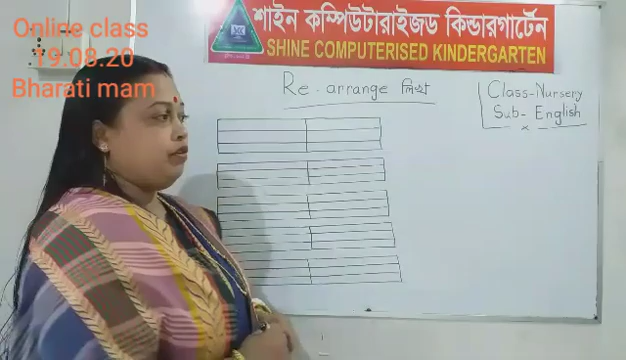 Online class
19.08.20
Bharati mam
শাইন কম্পিউটারাইজড কিন্ডারগার্টেন
SHINE COMPUTERISED KINDERGARTEN
Re-arrange লিখ
Class-Nursery
Sub- English